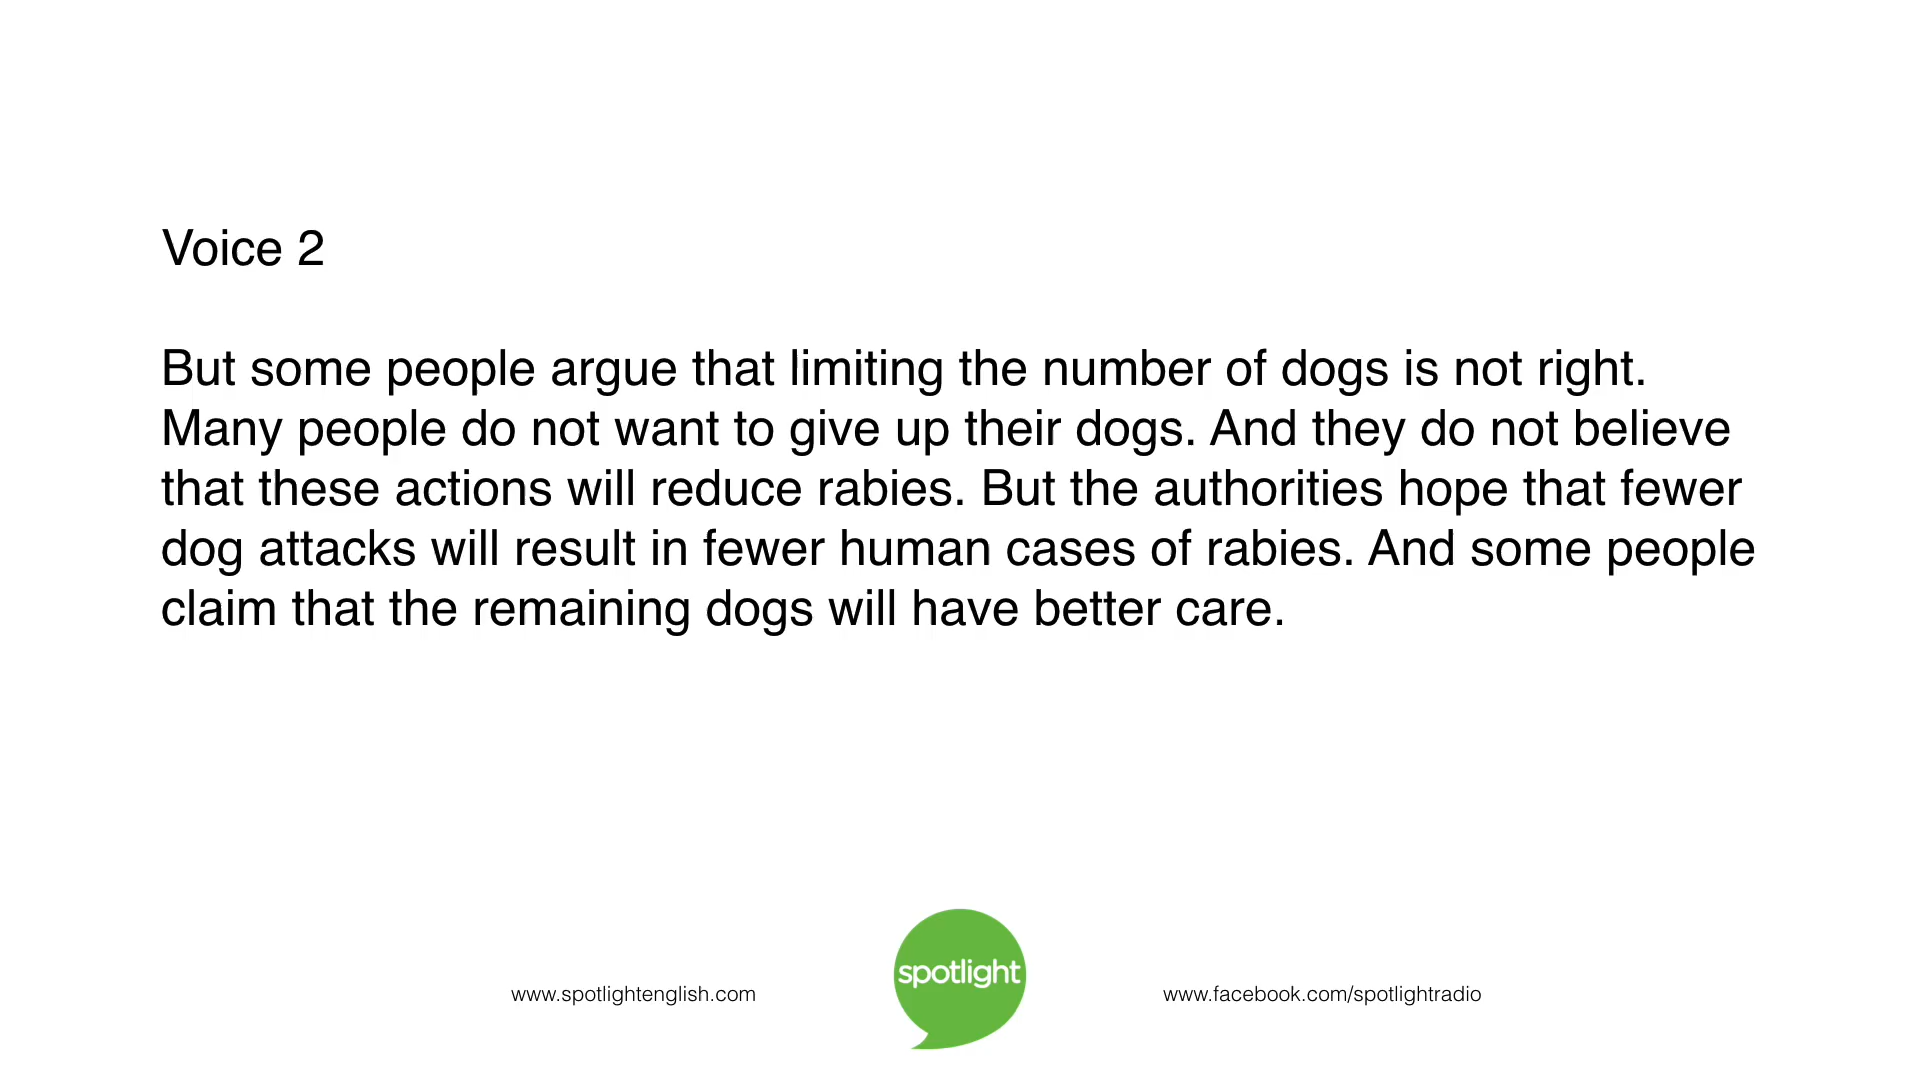 Voice 2
But some people argue that limiting the number of dogs is not right.
Many people do not want to give up their dogs. And they do not believe
that these actions will reduce rabies. But the authorities hope that fewer
dog attacks will result in fewer human cases of rabies. And some people
claim that the remaining dogs will have better care.
www.spotlightenglish.com
spotlight
www.facebook.com/spotlightradio